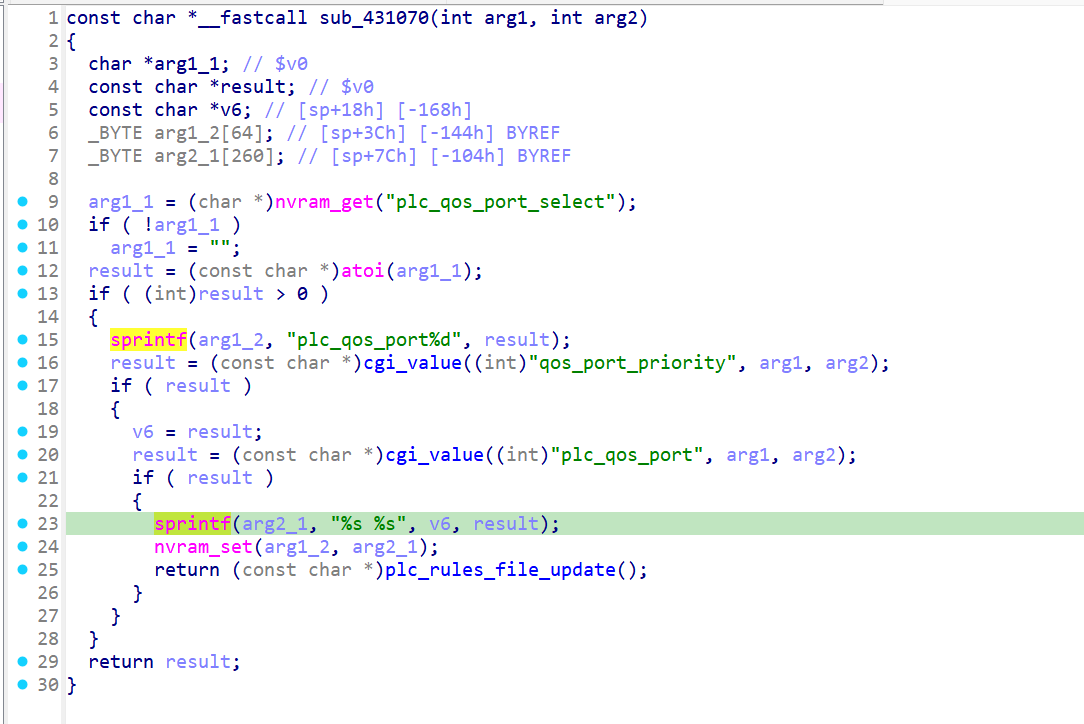 1 const char *__fastcall sub_431070(int arg1, int arg2)
2 {
3   char *arg1_1; // $v0
4   const char *result; // $v0
5   const char *v6; // [sp+18h] [-168h]
6   _BYTE arg1_2[64]; // [sp+3Ch] [-144h] BYREF
7   _BYTE arg2_1[260]; // [sp+7Ch] [-104h] BYREF
8
9   arg1_1 = (char *)nvram_get("plc_qos_port_select");
10   if ( !arg1_1 )
11     arg1_1 = "";
12   result = (const char *)atoi(arg1_1);
13   if ( (int)result > 0 )
14   {
15     sprintf(arg1_2, "plc_qos_port%d", result);
16     result = (const char *)cgi_value((int)"qos_port_priority", arg1, arg2);
17     if ( result )
18     {
19       v6 = result;
20       result = (const char *)cgi_value((int)"plc_qos_port", arg1, arg2);
21       if ( result )
22       {
23         sprintf(arg2_1, "%s %s", v6, result);
24         nvram_set(arg1_2, arg2_1);
25         return (const char *)plc_rules_file_update();
26       }
27     }
28   }
29   return result;
30 }